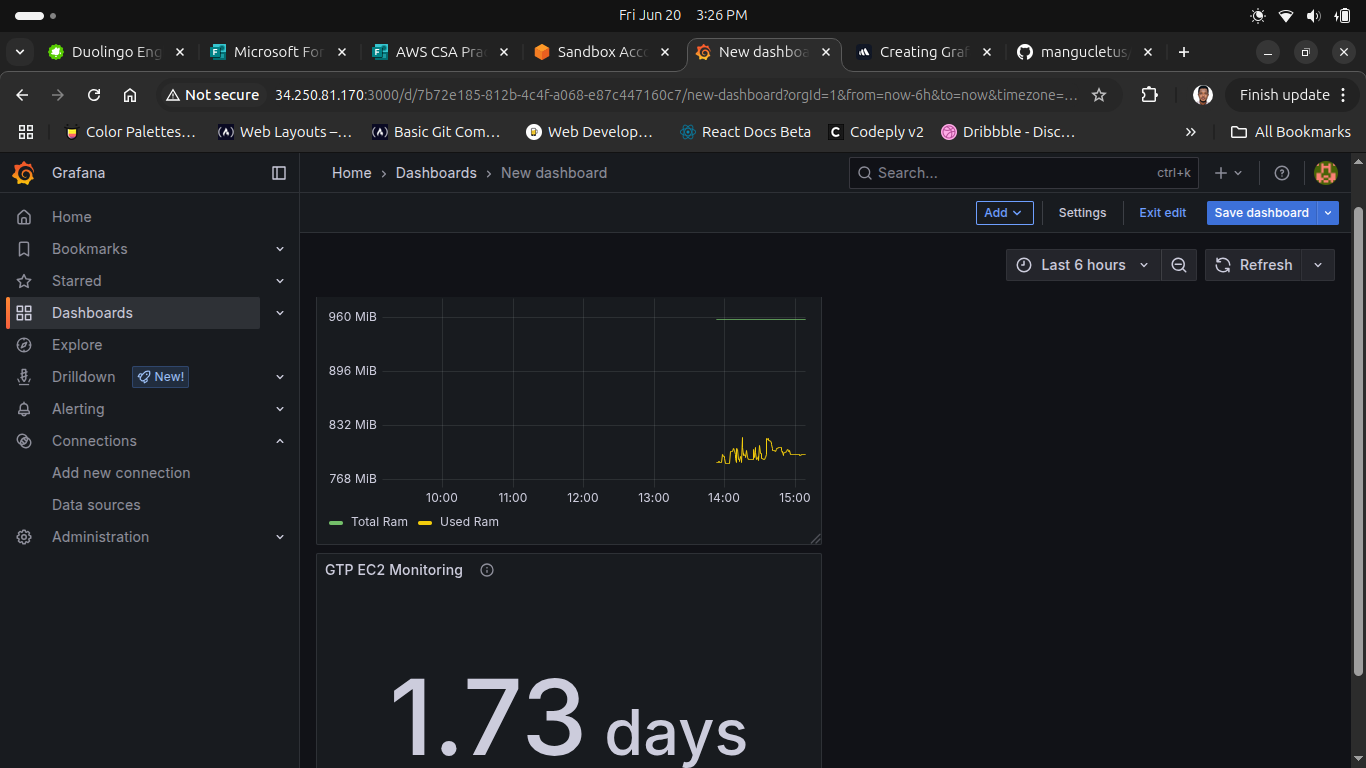 Fri Jun 20 3:26 PM
Duolingo Eng
Microsoft For
AWS CSA Prac
Sandbox Acco
New dashboa
Creating Graf
mangucletus/
Not secure 34.250.81.170:3000/d/7b72e185-812b-4c4f-a068-e87c447160c7/new-dashboard?orgId=1&from=now-6h&to=now&timezone=... Finish update
Color Palettes... Web Layouts –... Basic Git Com... Web Develop... React Docs Beta Codeply v2 Dribbble - Disc... » All Bookmarks
Grafana
Home › Dashboards › New dashboard
Search... ctrl+k
Add Settings Exit edit Save dashboard
Home
Bookmarks
Starred
Dashboards
Explore
Drilldown New!
Alerting
Connections
Add new connection
Data sources
Administration
Last 6 hours Refresh
960 MiB
896 MiB
832 MiB
768 MiB
10:00 11:00 12:00 13:00 14:00 15:00
Total Ram Used Ram
GTP EC2 Monitoring
1.73 days